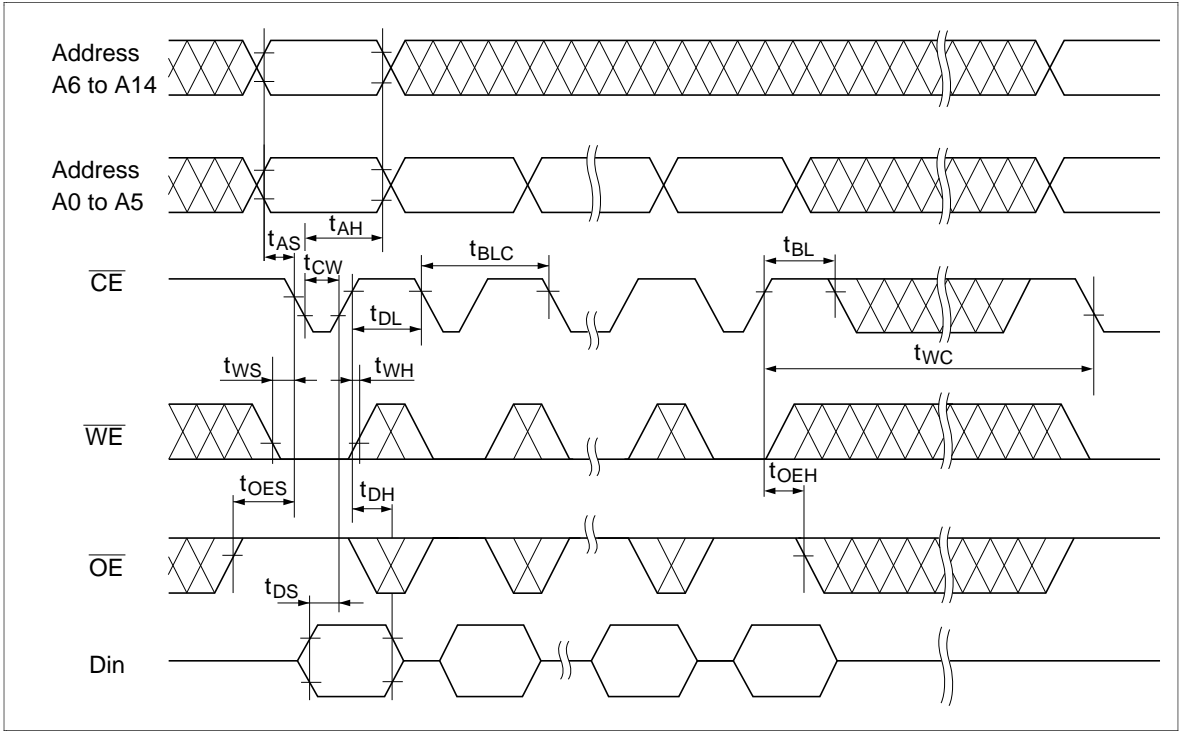 Address
A6 to A14
Address
A0 to A5
tAS
tAH
tCW
tBLC
tBL
CE
tDL
tWC
tWS
tWH
WE
tOES
tDH
tOEH
OE
tDS
Din